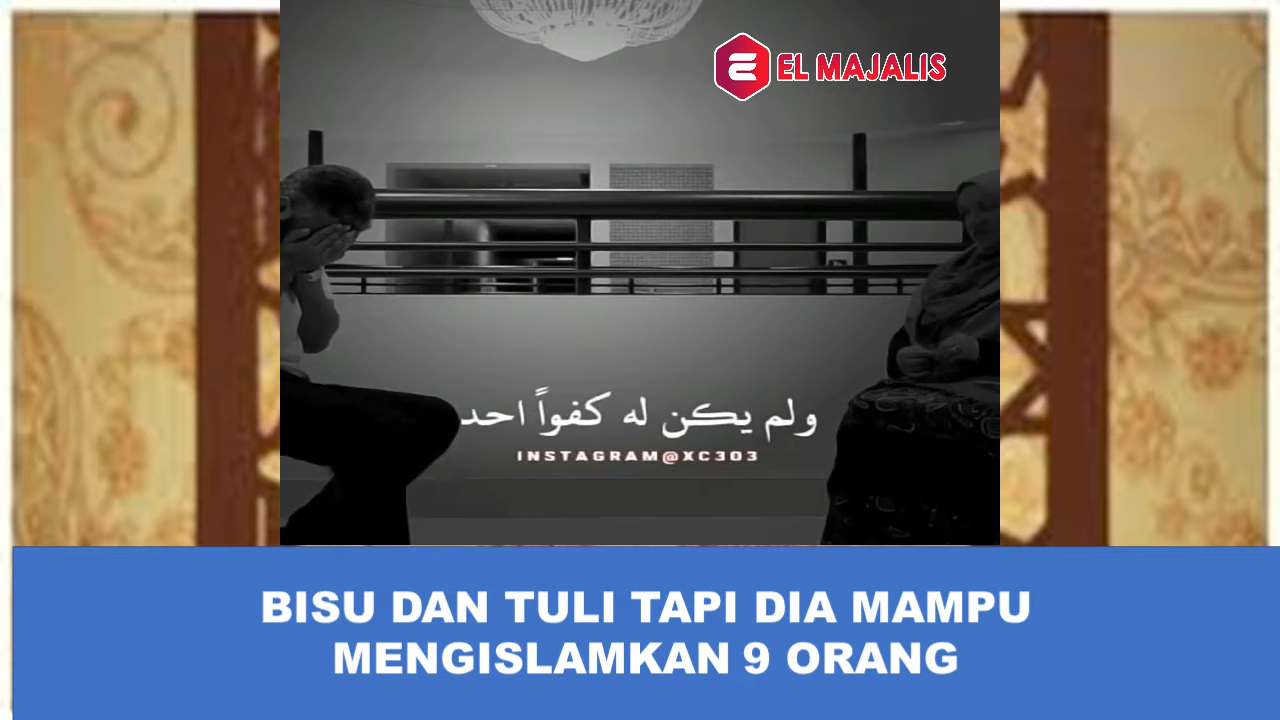 EL MAJALIS
ولم يكن له كفواً احد
INSTAGRAM@XC303
BISU DAN TULI TAPI DIA MAMPU
MENGISLAMKAN 9 ORANG